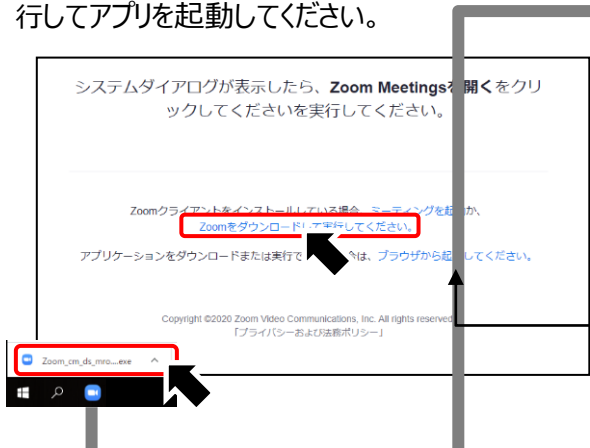 行してアプリを起動してください。
システムダイアログが表示したら、Zoom Meetingsを開くをクリ
ックしてくださいを実行してください。
Zoomクライアントをインストールしている場合、ミーティングを起 か、
Zoomをダウンロードして実行してください。
アプリケーションをダウンロードまたは実行で 合は、ブラウザから起 してください。
Copyright ©2020 Zoom Video Communications, Inc. All rights reserved
「プライバシーおよび法務ポリシー」
Zoom_cm_ds_mro....exe